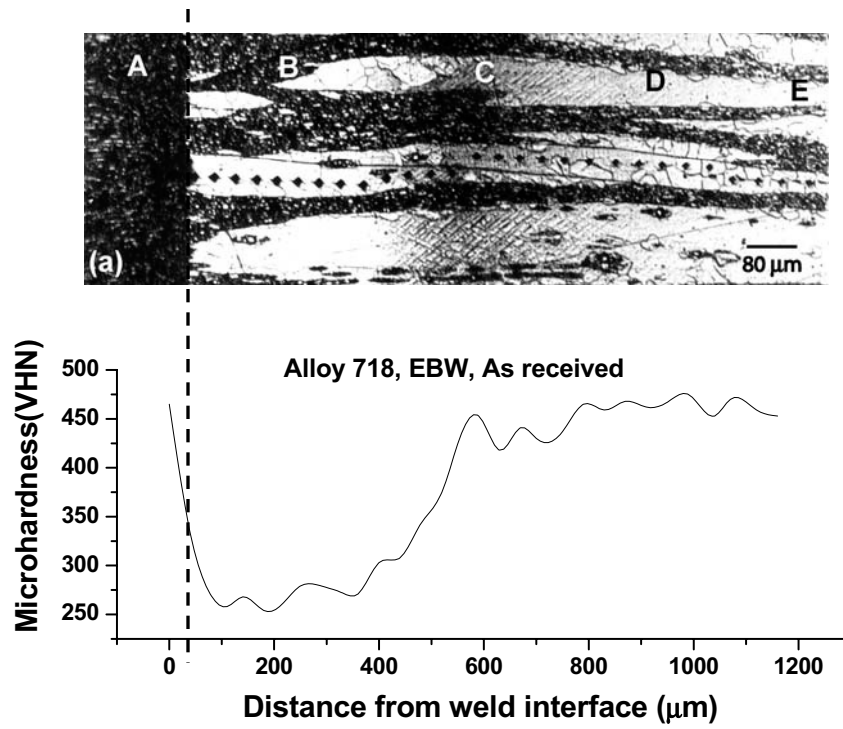 A B C D E
(a) 80 μm
Alloy 718, EBW, As received
Microhardness(VHN)
500
450
400
350
300
250
0 200 400 600 800 1000 1200
Distance from weld interface (μm)